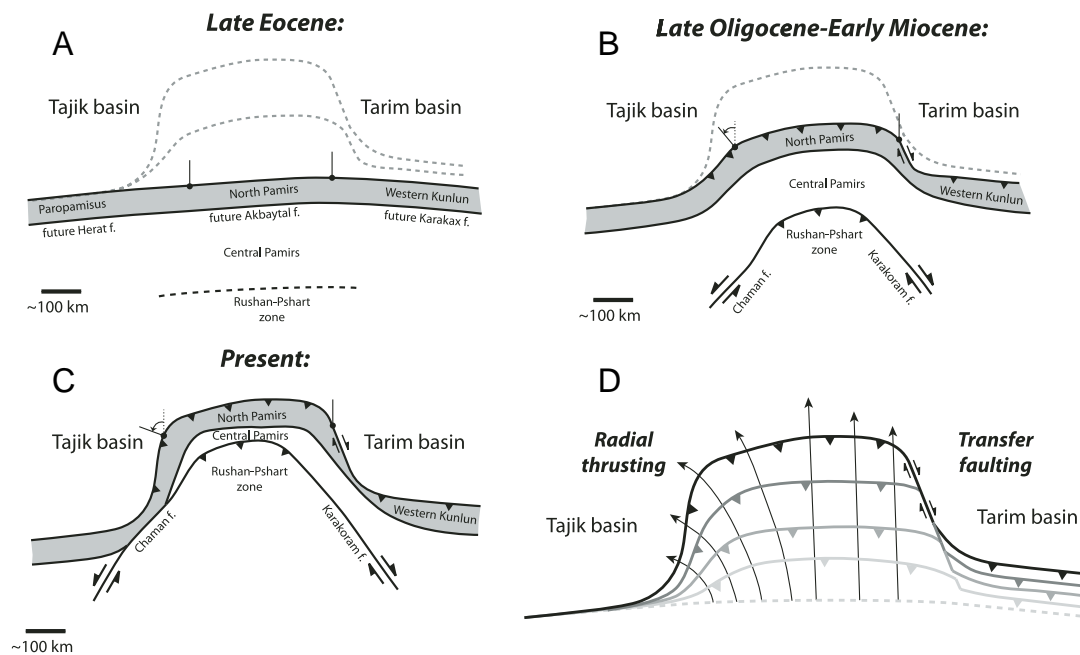 A
Late Eocene:
Tajik basin
Tarim basin
Paropamisus
North Pamirs
Western Kunlun
future Herat f.
future Akbaytal f.
future Karakax f.
Central Pamirs
Rushan-Pshart
zone
~100 km
B
Late Oligocene-Early Miocene:
Tajik basin
Tarim basin
North Pamirs
Central Pamirs
Western Kunlun
Rushan-Pshart
zone
Chaman f.
Karakoram f.
~100 km
C
Present:
Tajik basin
Tarim basin
North Pamirs
Central Pamirs
Rushan-Pshart
zone
Western Kunlun
Chaman f.
Karakoram f.
~100 km
D
Radial
thrusting
Transfer
faulting
Tajik basin
Tarim basin